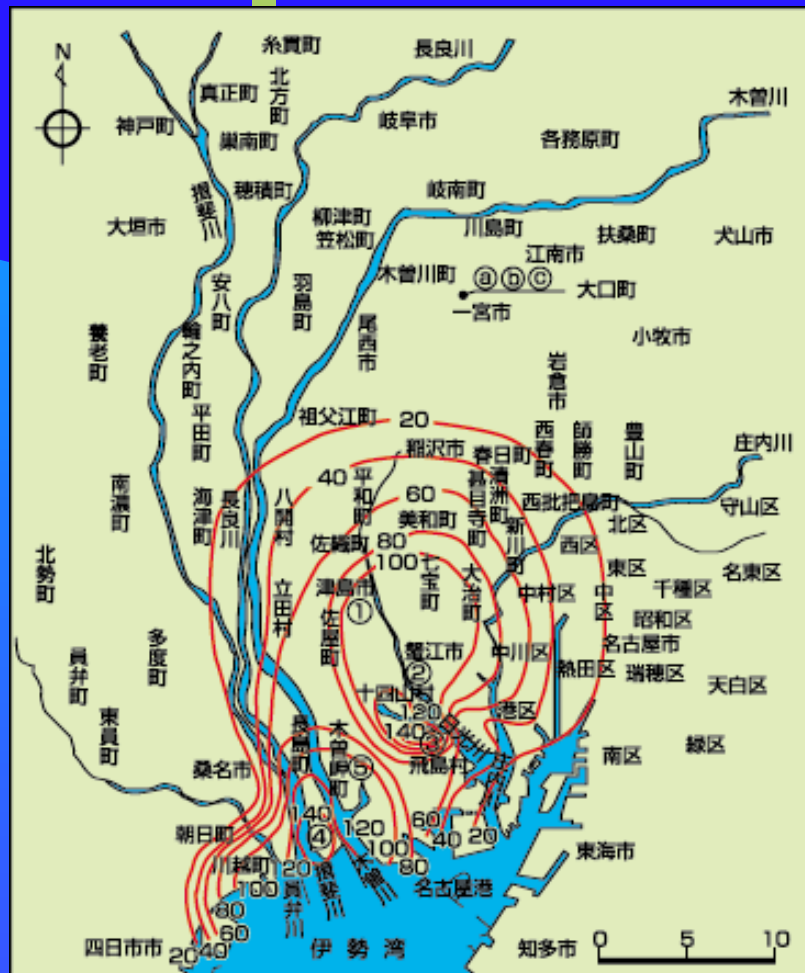 N
糸貫町
長良川
真正町
北方町
神戸町
巣南町
岐阜市
木曽川
各務原町
揖斐川
穂積町
岐南町
大垣市
柳津町
笠松町
川島町
扶桑町
犬山市
江南市
安八町
羽島町
木曽川町
ⓐⓑⓒ
大口町
一宮市
養老町
輪之内町
尾西市
小牧市
岩倉市
平田町
祖父江町
20
西春町
師勝町
豊山町
庄内川
稲沢市
春日町
清洲町
南濃町
海津町
長良川
八開村
40
平和町
60
甚目寺町
美和町
新川町
西批把島町
北区
守山区
佐織町
80
西区
北勢町
立田村
100
七宝町
大治町
東区
名東区
津島市
①
佐屋町
中村区
中区
千種区
昭和区
多度町
蟹江市
②
中川区
名古屋市
員弁町
熱田区
瑞穂区
天白区
十四山村
120
港区
東員町
140
③
日光川
庄内川
長島町
木曽岬町
⑤
飛島村
南区
緑区
桑名市
140
④
120
100
80
60
40
20
朝日町
川越町
東海市
100
20
員弁川
揖斐川
木曽川
名古屋港
80
60
40
20
四日市市
伊勢湾
知多市
0
5
10